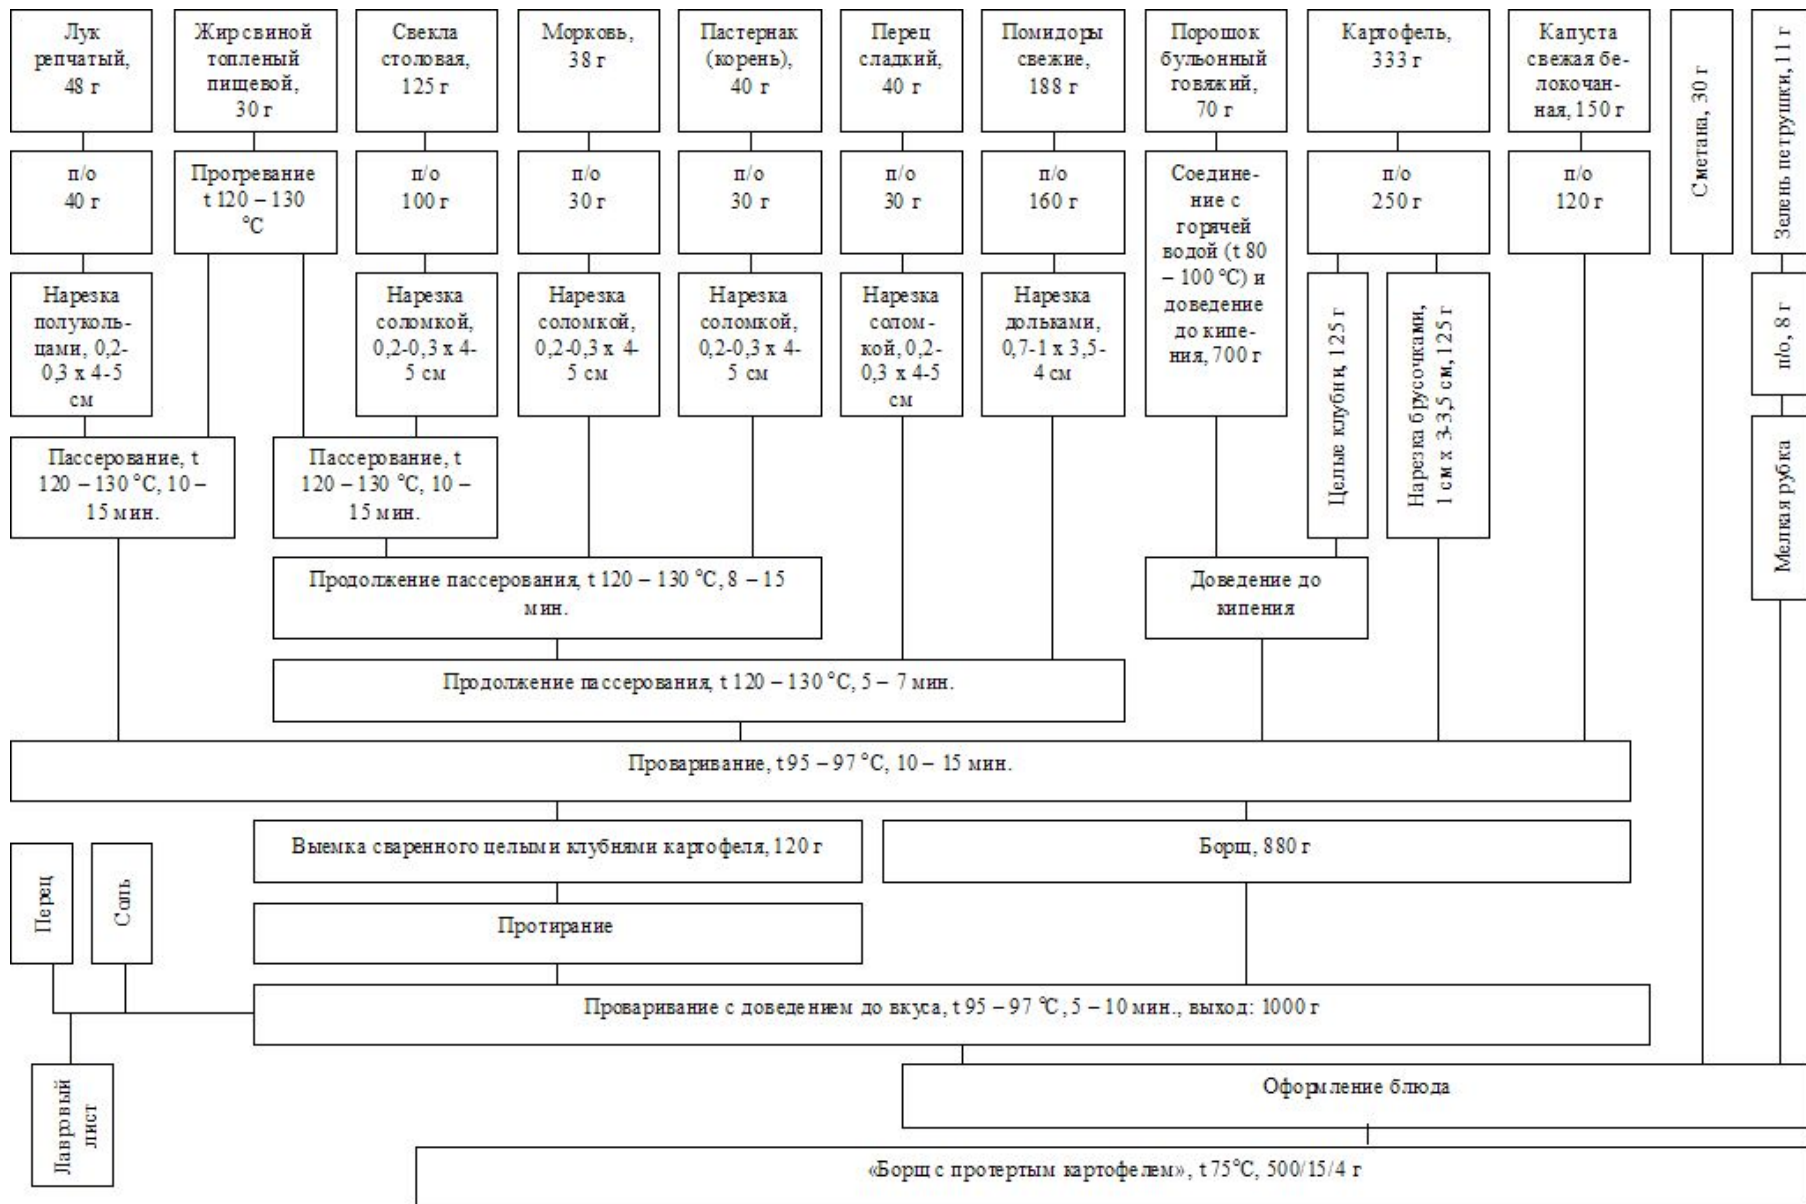 Лук
репчатый,
48 г
Жир свиной
топленый
пищевой,
30 г
Свекла
столовая,
125 г
Морковь,
38 г
Пастернак
(корень),
40 г
Перец
сладкий,
40 г
Помидоры
свежие,
188 г
Порошок
бульонный
говяжий,
70 г
Картофель,
333 г
Капуста
свежая бе-
локочан-
ная, 150 г
Сметана, 30 г
Зелень петрушки, 11 г
п/о
40 г
Прогревание
t 120 – 130
°С
п/о
100 г
п/о
30 г
п/о
30 г
п/о
30 г
п/о
160 г
Соедине-
ние с
горячей
водой (t 80
– 100 °С) и
доведение
до кипе-
ния, 700 г
п/о
250 г
п/о
120 г
Нарезка
полуколь-
цами, 0,2-
0,3 х 4-5
см
Нарезка
соломкой,
0,2-0,3 х 4-
5 см
Нарезка
соломкой,
0,2-0,3 х 4-
5 см
Нарезка
соломкой,
0,2-0,3 х 4-
5 см
Нарезка
солом-
кой, 0,2-
0,3 х 4-5
см
Нарезка
дольками,
0,7-1 х 3,5-
4 см
Целые клубни, 125 г
Нарезка брусочками,
1 см х 3-3,5 см, 125 г
п/о, 8 г
Мелкая рубка
Пассерование, t
120 – 130 °С, 10 –
15 мин.
Пассерование, t
120 – 130 °С, 10 –
15 мин.
Продолжение пассерования, t 120 – 130 °С, 8 – 15
мин.
Доведение до
кипения
Продолжение пассерования, t 120 – 130 °С, 5 – 7 мин.
Проваривание, t 95 – 97 °С, 10 – 15 мин.
Выемка сваренного целыми клубнями картофеля, 120 г
Борщ, 880 г
Перец
Соль
Протирание
Проваривание с доведением до вкуса, t 95 – 97 °С, 5 – 10 мин., выход: 1000 г
Лавровый
лист
Оформление блюда
«Борщ с протертым картофелем», t 75°С, 500/15/4 г